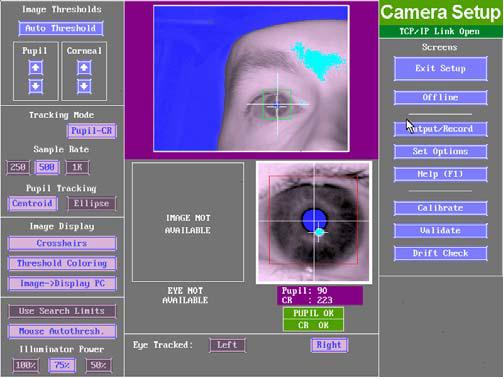 Image Thresholds
Auto Threshold
Pupil
Corneal
Tracking Mode
Pupil-CR
Sample Rate
250 500 1K
Pupil Tracking
Centroid Ellipse
Image Display
Crosshairs
Threshold Coloring
Image->Display PC
Use Search Limits
Mouse Autothresh.
Illuminator Power
100% 75% 50%
IMAGE NOT
AVAILABLE
EYE NOT
AVAILABLE
Pupil: 90
CR : 223
PUPIL OK
CR OK
Eye Tracked: Left Right
Camera Setup
TCP/IP Link Open
Screens
Exit Setup
Offline
Output/Record
Set Options
Help (F1)
Calibrate
Validate
Drift Check